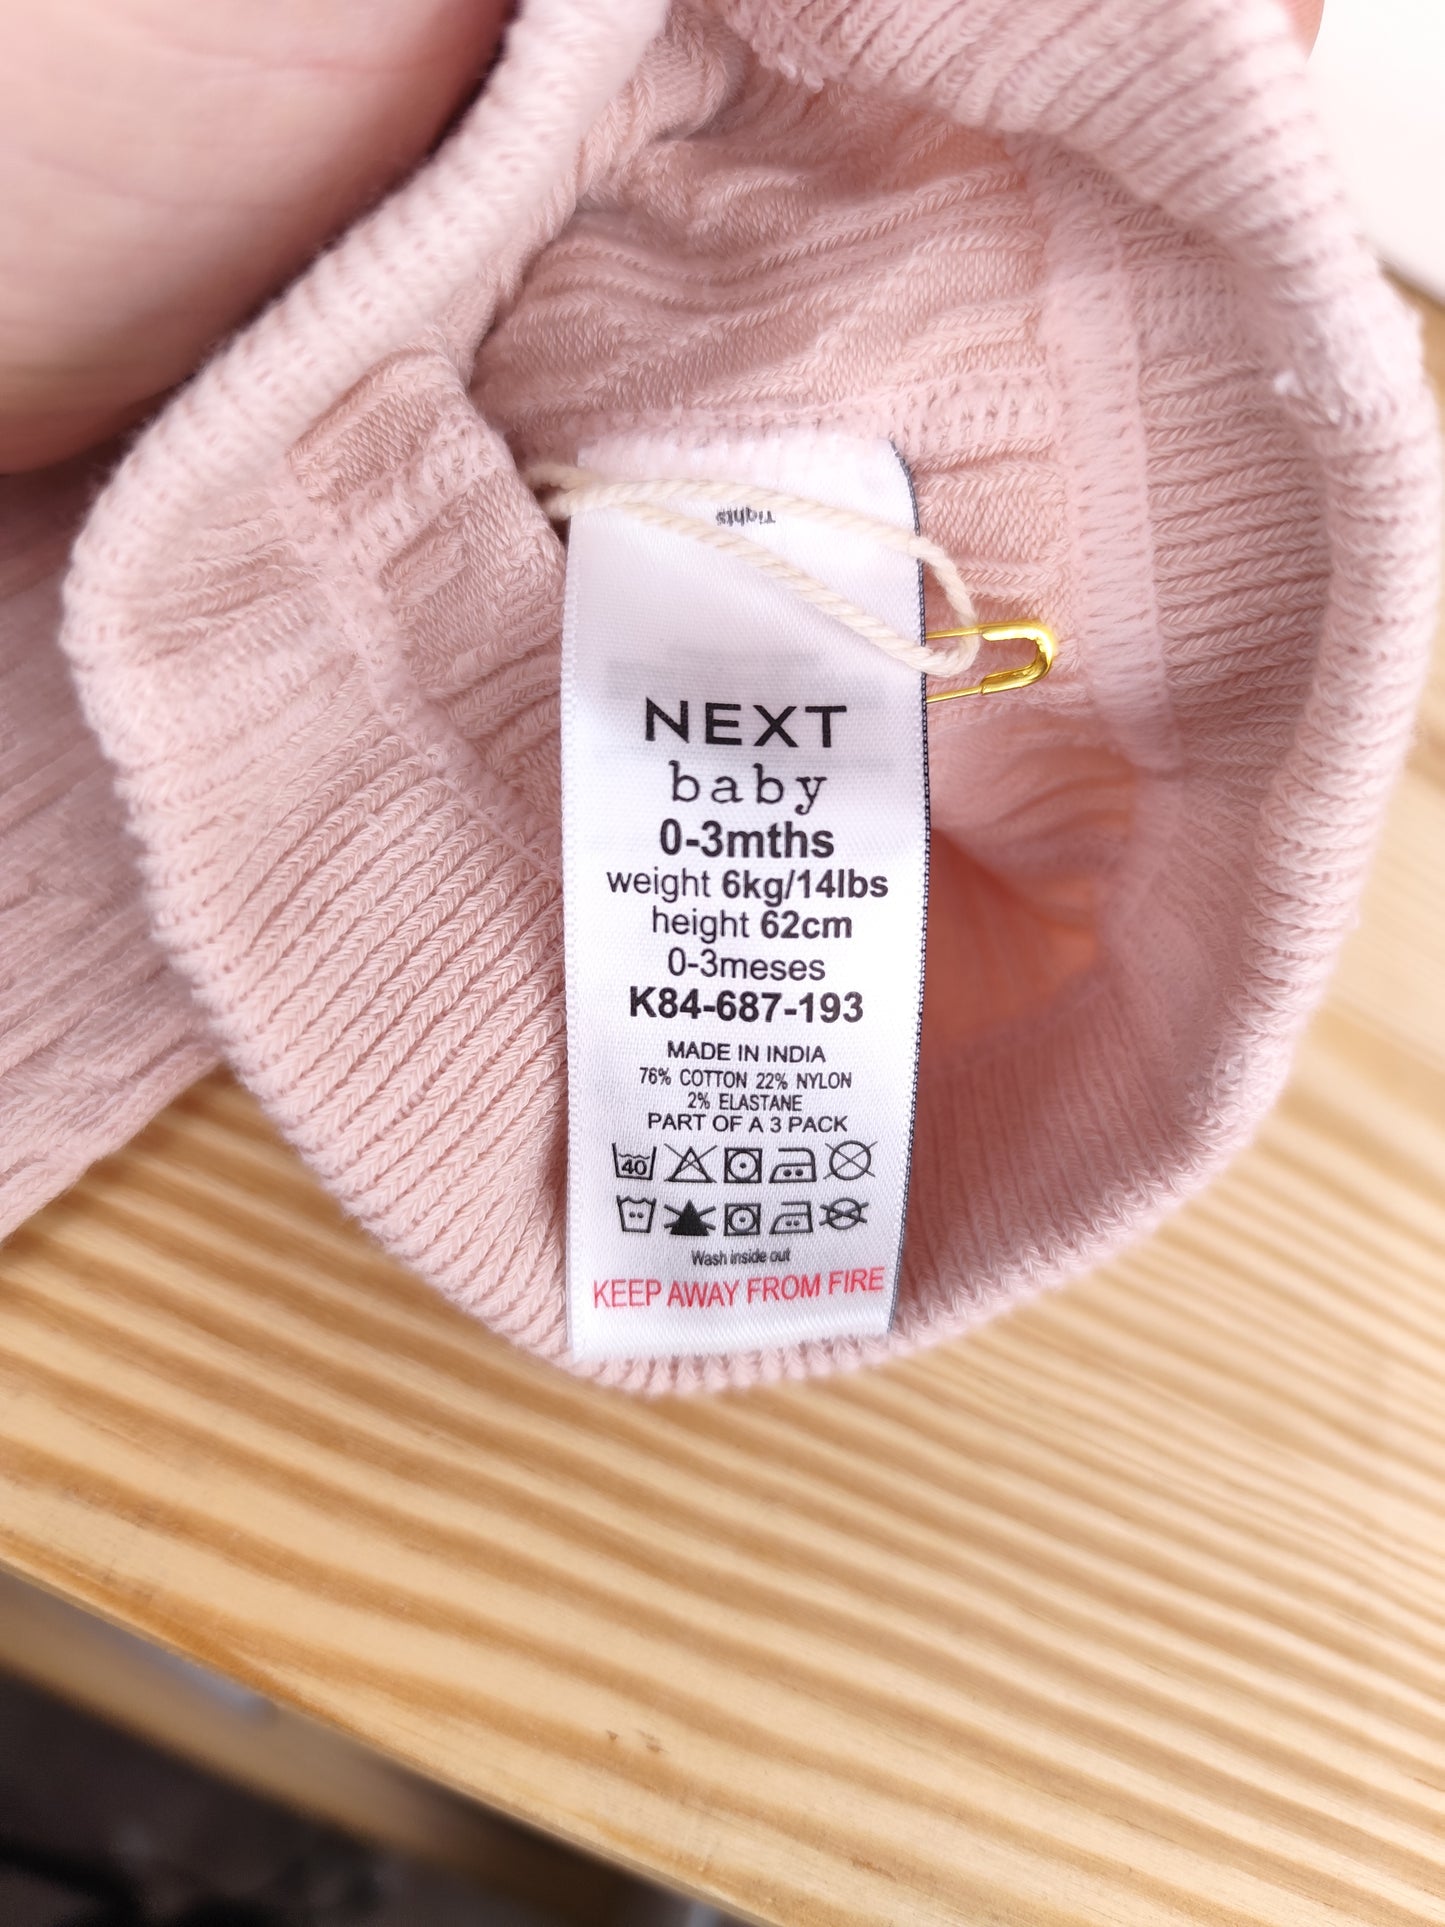 Tights
NEXT
baby
0-3mths
weight 6kg/14lbs
height 62cm
0-3meses
K84-687-193
MADE IN INDIA
76% COTTON 22% NYLON
2% ELASTANE
PART OF A 3 PACK
40
Wash inside out
KEEP AWAY FROM FIRE